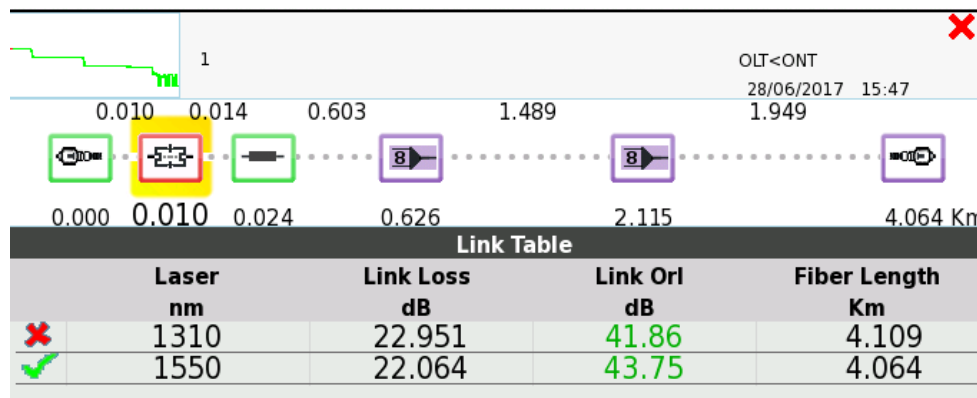 1
OLT<ONT
28/06/2017 15:47
0.010 0.014 0.603 1.489 1.949
8 8
0.000 0.010 0.024 0.626 2.115 4.064 Km
Link Table
Laser Link Loss Link Orl Fiber Length
nm dB dB Km
1310 22.951 41.86 4.109
1550 22.064 43.75 4.064